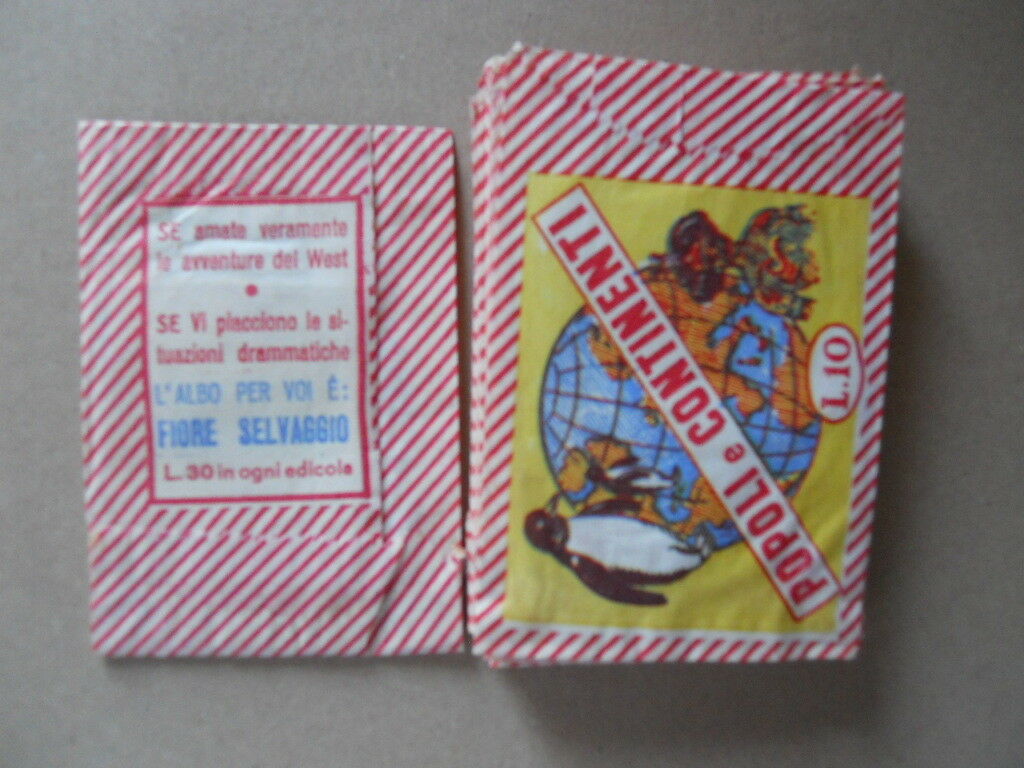 SE amate veramente
le avventure del West
SE Vi piacciono le si-
tuazioni drammatiche
L'ALBO PER VOI È:
FIORE SELVAGGIO
L.30 in ogni edicola
POPOLI e CONTINENTI
L.10